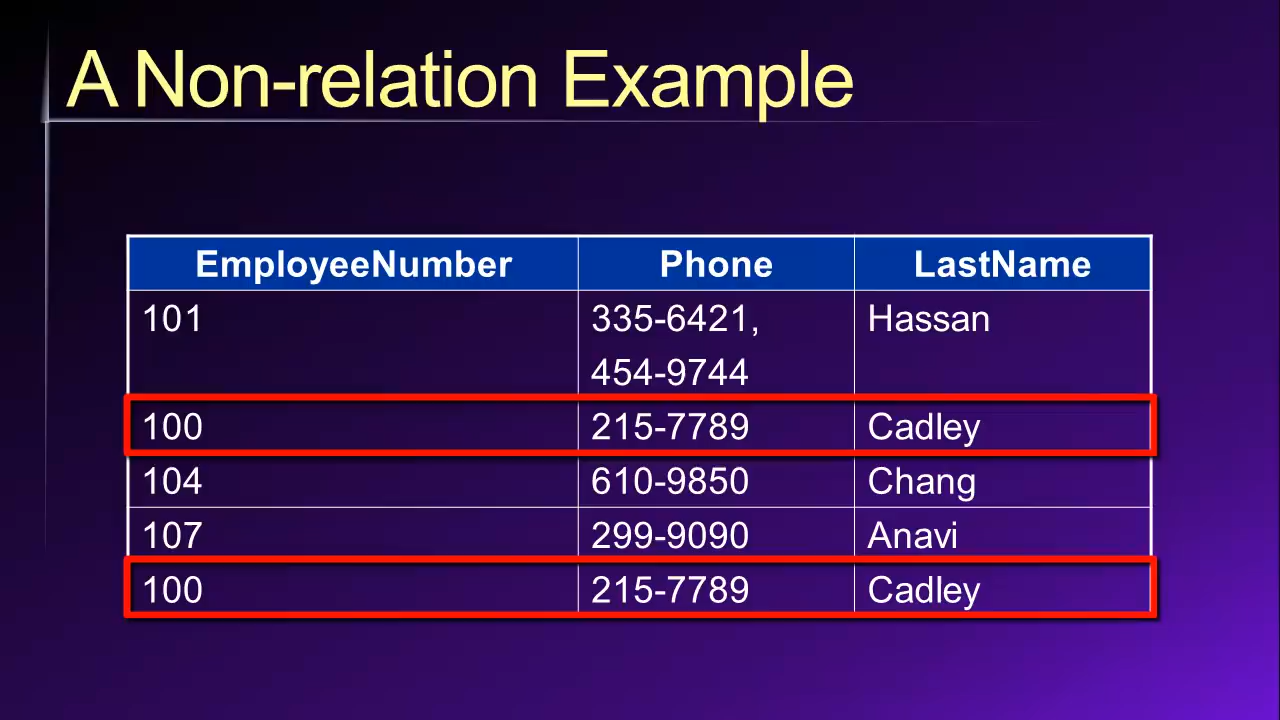 A Non-relation Example
EmployeeNumber Phone LastName
101 335-6421, Hassan
454-9744
100 215-7789 Cadley
104 610-9850 Chang
107 299-9090 Anavi
100 215-7789 Cadley